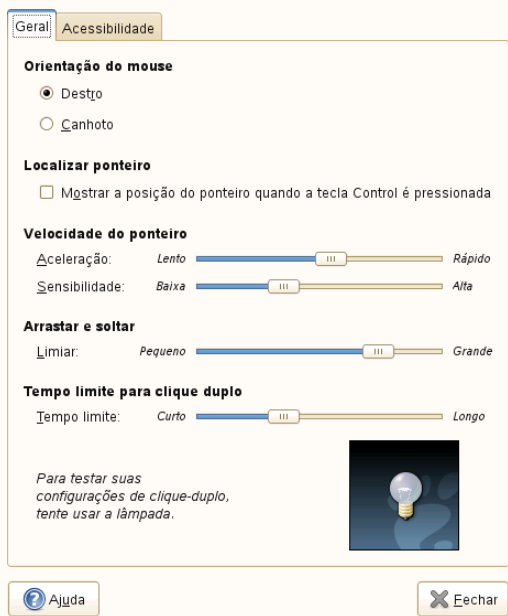 Geral Acessibilidade
Orientação do mouse
Destro
Canhoto
Localizar ponteiro
Mostrar a posição do ponteiro quando a tecla Control é pressionada
Velocidade do ponteiro
Aceleração: Lento Rápido
Sensibilidade: Baixa Alta
Arrastar e soltar
Limiar: Pequeno Grande
Tempo limite para clique duplo
Tempo limite: Curto Longo
Para testar suas
configurações de clique-duplo,
tente usar a lâmpada.
Ajuda Fechar